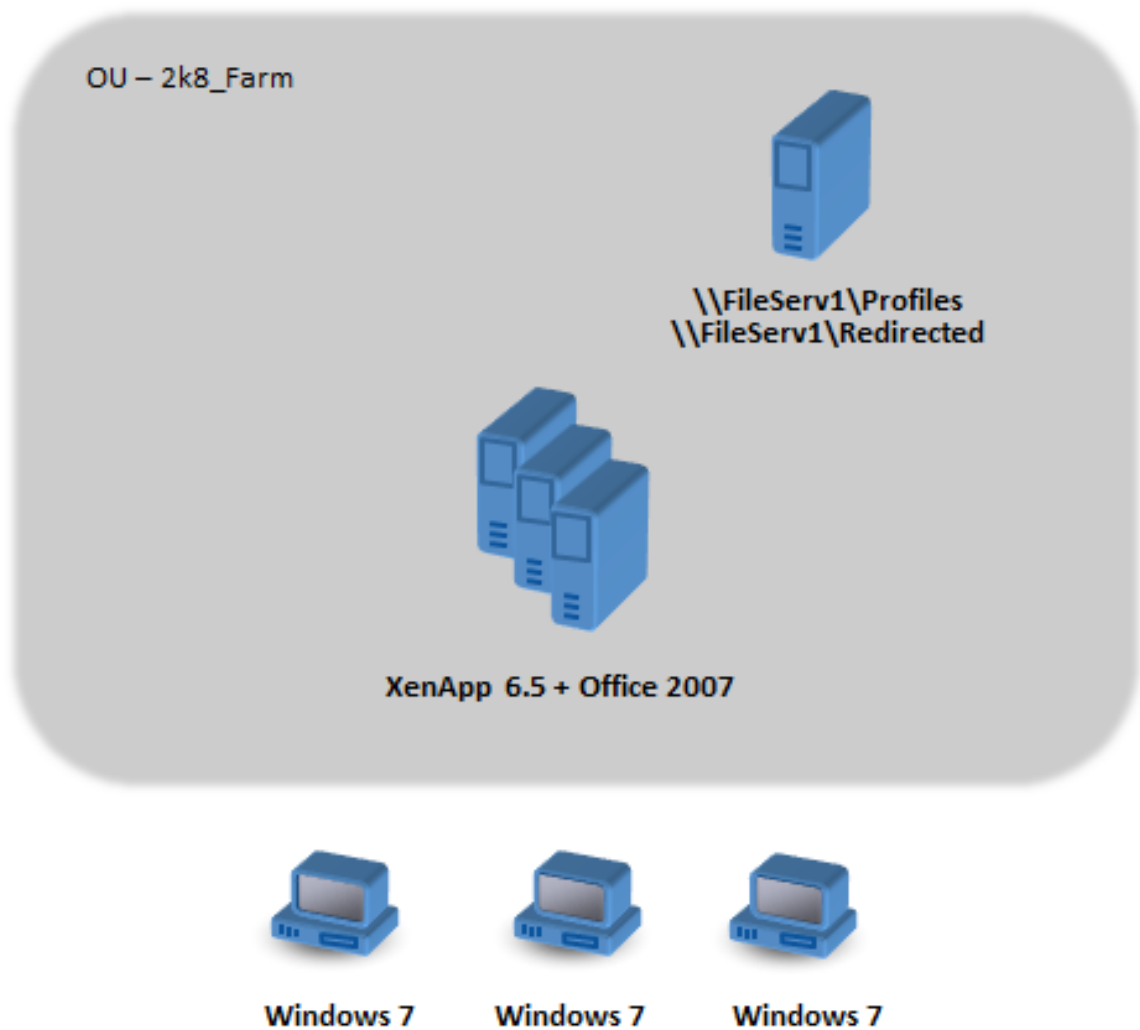 OU – 2k8_Farm
\\FileServ1\Profiles
\\FileServ1\Redirected
XenApp 6.5 + Office 2007
Windows 7
Windows 7
Windows 7